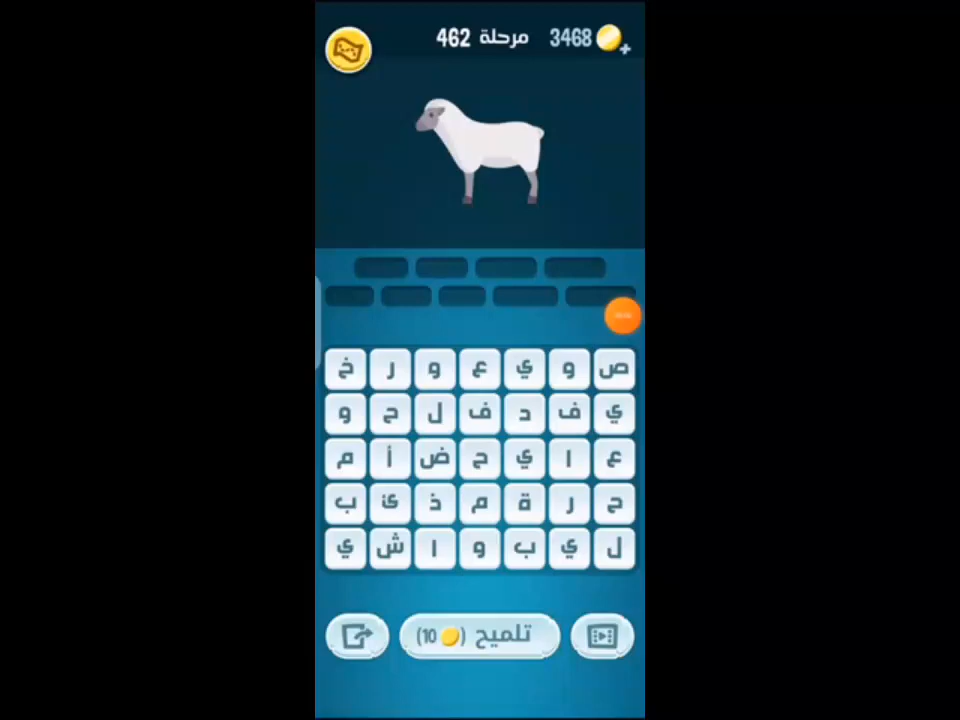 مرحلة 462 3468
خ ر و ع ي و ص
و ح ل ف د ف ي
م أ ض ح ي ا ع
ب ئ ذ م ة ر ح
ي ش ا و ب ي ل
تلميح (10)